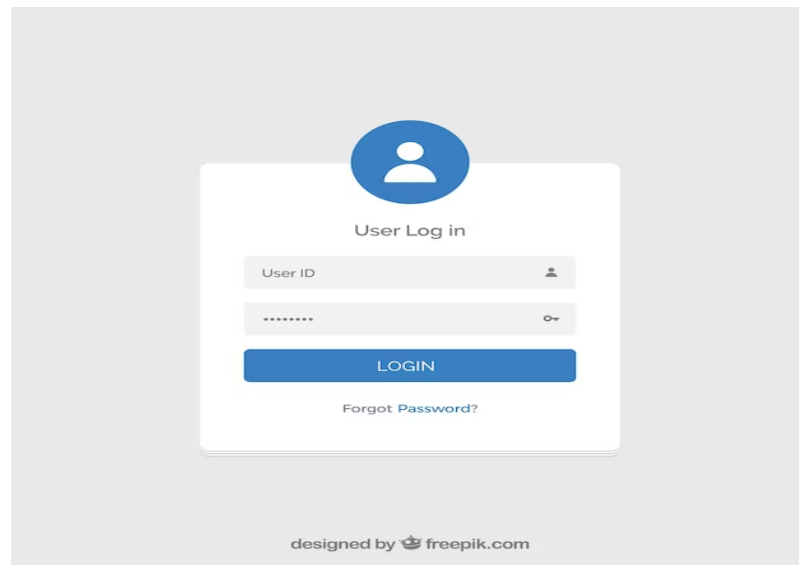 User Log in
User ID
••••••••
LOGIN
Forgot Password?
designed by freepik.com